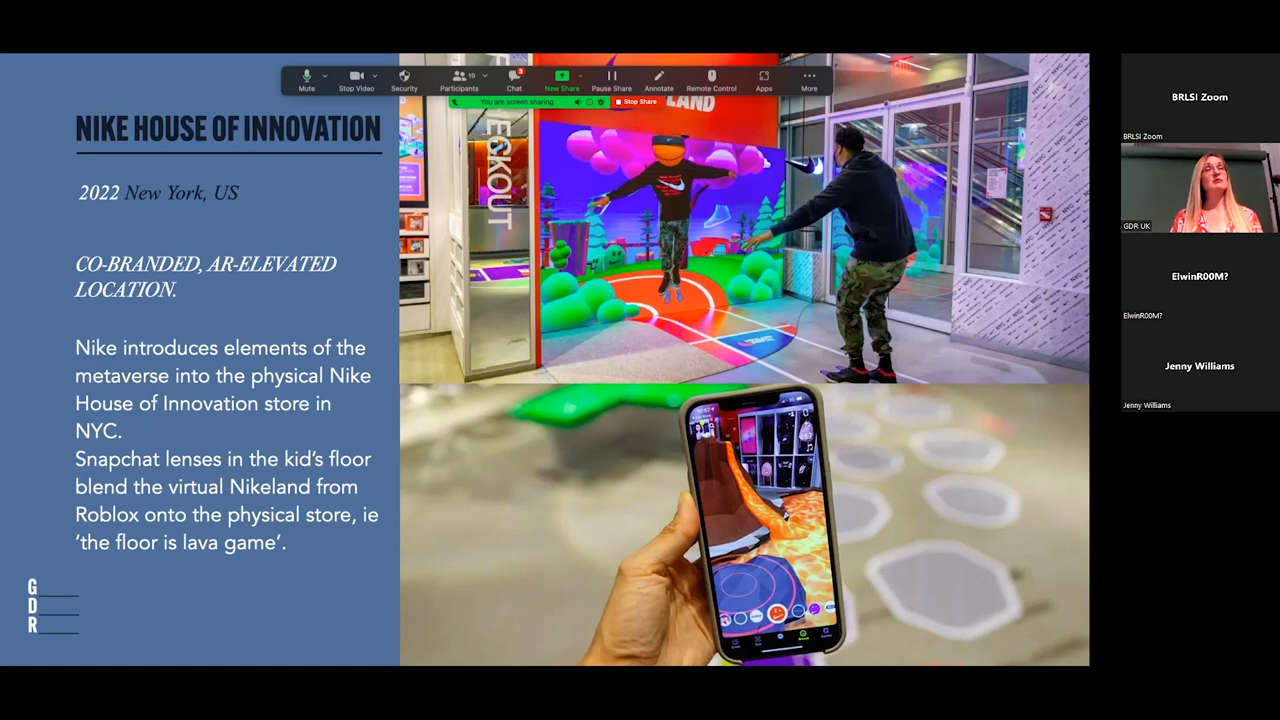 Mute
Stop Video
Security
Participants
19
Chat
3
New Share
Pause Share
Annotate
Remote Control
Apps
More
You are screen sharing
Stop Share
NIKE HOUSE OF INNOVATION
2022 New York, US
CO-BRANDED, AR-ELEVATED
LOCATION.
Nike introduces elements of the
metaverse into the physical Nike
House of Innovation store in
NYC.
Snapchat lenses in the kid's floor
blend the virtual Nikeland from
Roblox onto the physical store, ie
'the floor is lava game'.
G
D
R
ECKOUT
LAND
NYC
BRLSI Zoom
BRLSI Zoom
GDR UK
ElwinR00M?
ElwinR00M?
Jenny Williams
Jenny Williams